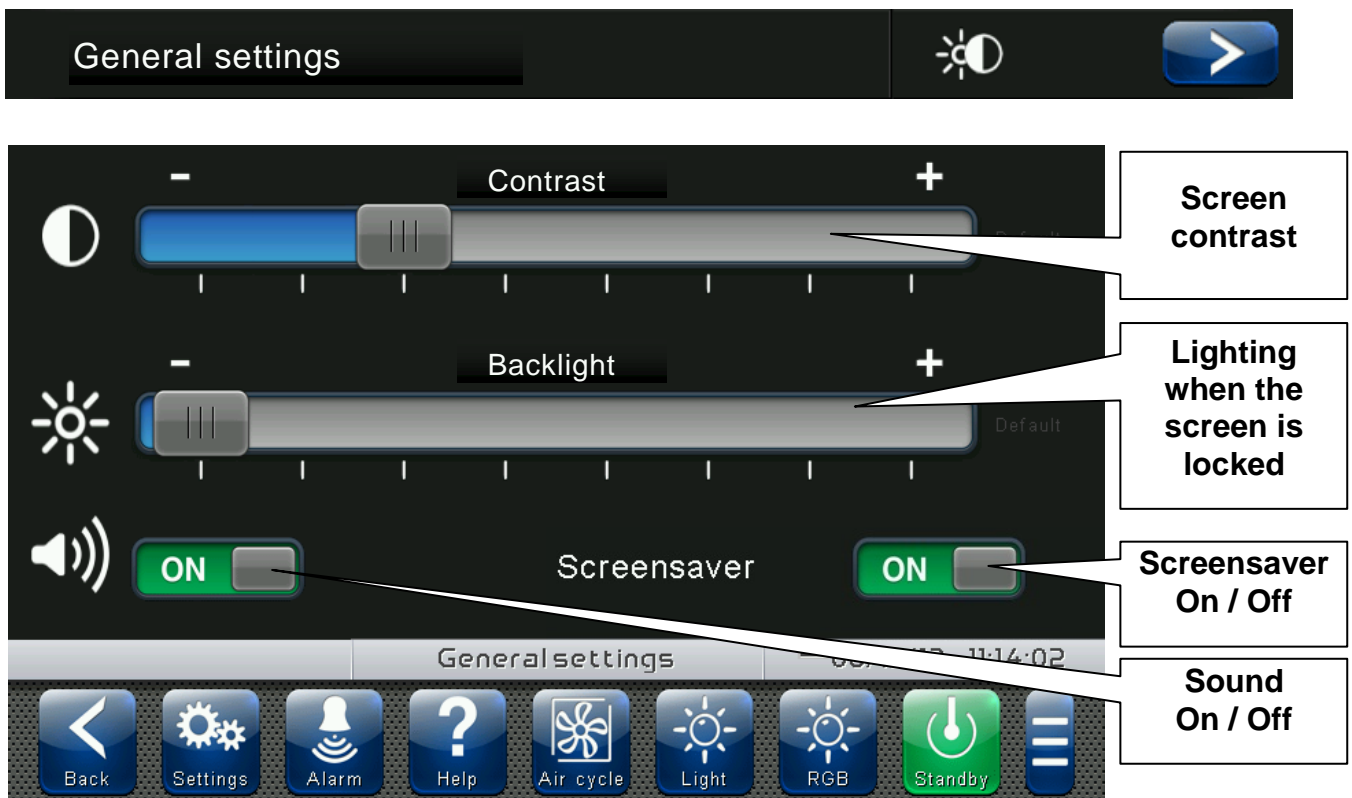 General settings
- Contrast +
Default
Screen
contrast
- Backlight +
Default
Lighting
when the
screen is
locked
ON
Screensaver
ON
Screensaver
On / Off
General settings
11:14:02
Sound
On / Off
Back
Settings
Alarm
? Help
Air cycle
Light
RGB
Standby